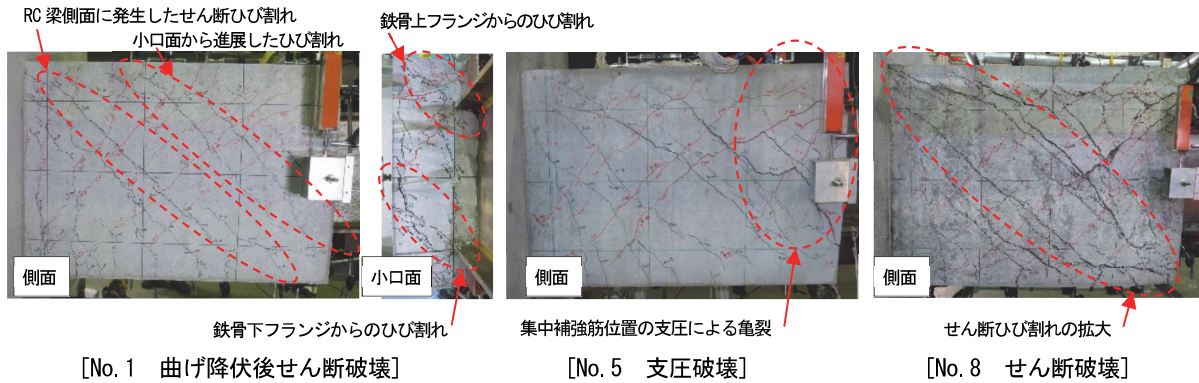 RC 梁側面に発生したせん断ひび割れ
小口面から進展したひび割れ
鉄骨上フランジからのひび割れ
側面
小口面
側面
側面
鉄骨下フランジからのひび割れ
集中補強筋位置の支圧による亀裂
せん断ひび割れの拡大
[No.1 曲げ降伏後せん断破壊]
[No.5 支圧破壊]
[No.8 せん断破壊]